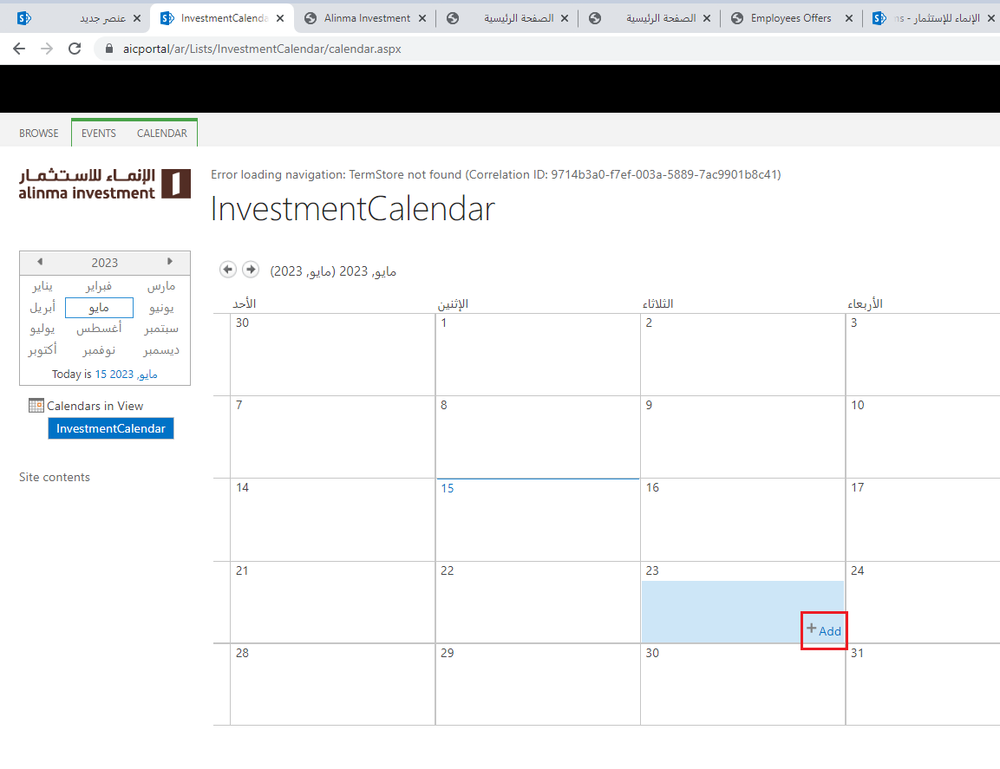 عنصر جديد InvestmentCalenda Alinma Investment الصفحة الرئيسية الصفحة الرئيسية Employees Offers الإنماء للإستثمار -
aicportal/ar/Lists/InvestmentCalendar/calendar.aspx
BROWSE EVENTS CALENDAR
الإنماء للاستثمار
alinma investment
Error loading navigation: TermStore not found (Correlation ID: 9714b3a0-f7ef-003a-5889-7ac9901b8c41)
InvestmentCalendar
2023
يناير فبراير مارس
أبريل مايو يونيو
يوليو أغسطس سبتمبر
أكتوبر نوفمبر ديسمبر
Today is 15 مايو, 2023
Calendars in View
InvestmentCalendar
Site contents
مايو, 2023 (مايو, 2023)
الأحد الإثنين الثلاثاء الأربعاء
30 1 2 3
7 8 9 10
14 15 16 17
21 22 23 24
+ Add
28 29 30 31